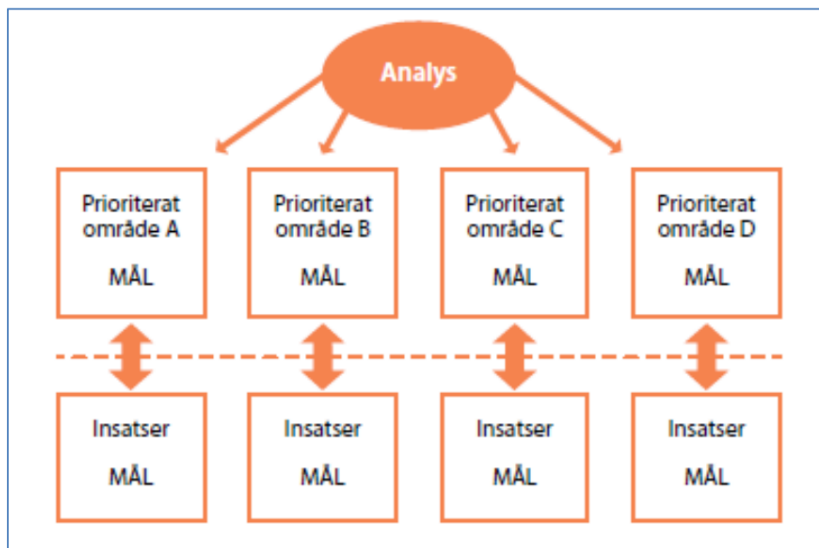 Analys
Prioriterat
område A
MÅL
Prioriterat
område B
MÅL
Prioriterat
område C
MÅL
Prioriterat
område D
MÅL
Insatser
MÅL
Insatser
MÅL
Insatser
MÅL
Insatser
MÅL